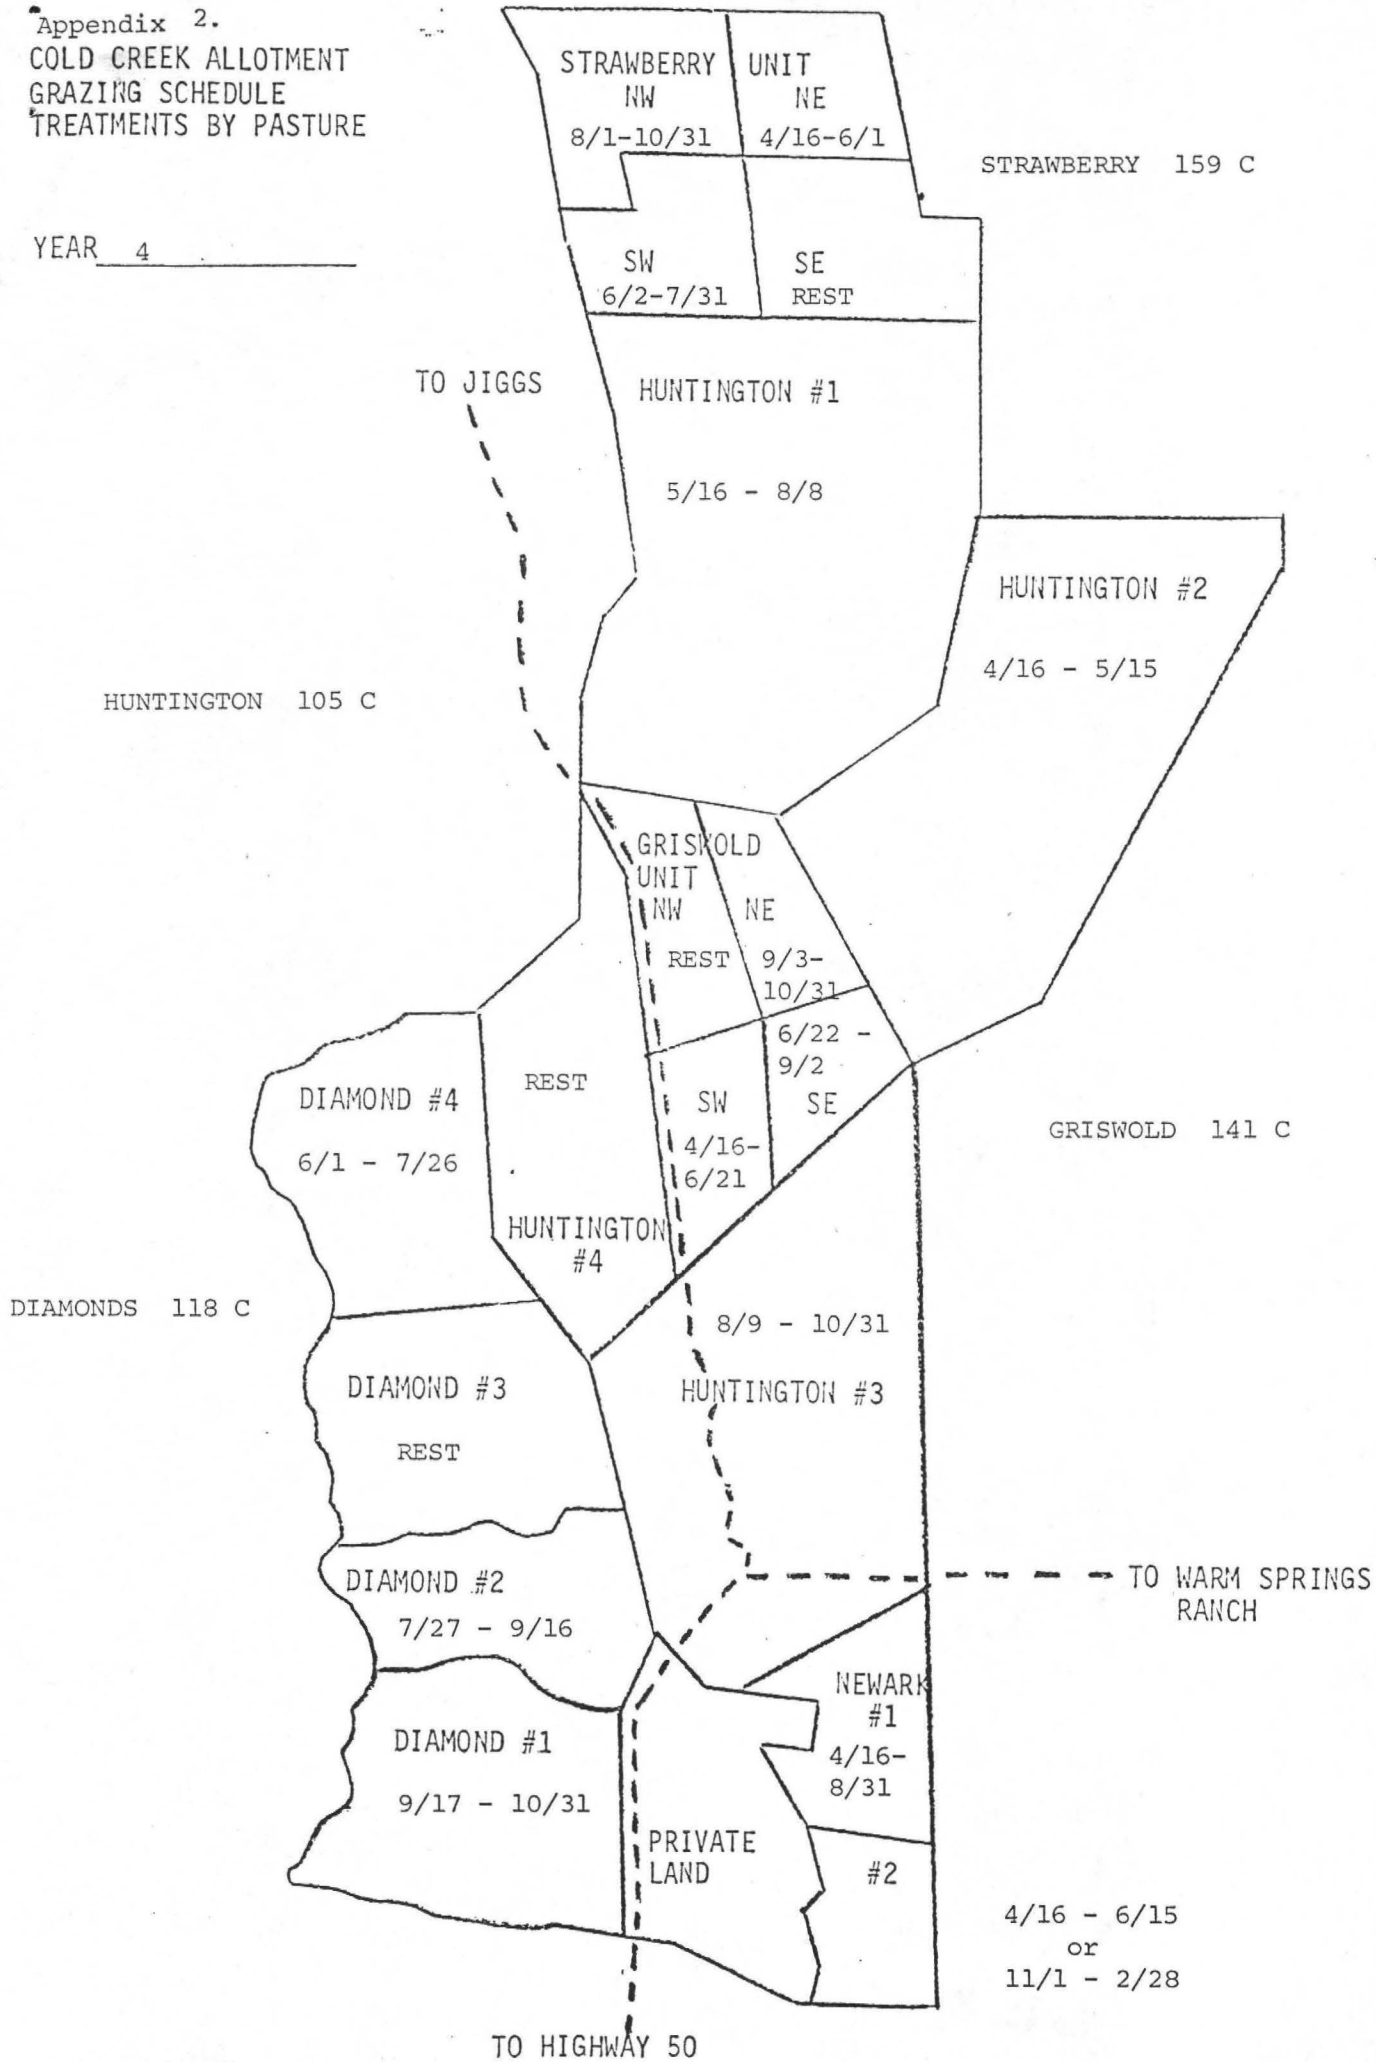 Appendix 2.
COLD CREEK ALLOTMENT
GRAZING SCHEDULE
TREATMENTS BY PASTURE
YEAR 4
STRAWBERRY UNIT
NW NE
8/1-10/31 4/16-6/1
STRAWBERRY 159 C
SW SE
6/2-7/31 REST
TO JIGGS
HUNTINGTON #1
5/16 - 8/8
HUNTINGTON #2
4/16 - 5/15
HUNTINGTON 105 C
GRISWOLD
UNIT
NW NE
REST 9/3-
10/31
6/22 -
9/2
SW SE
4/16-
6/21
REST
HUNTINGTON
#4
DIAMOND #4
6/1 - 7/26
GRISWOLD 141 C
DIAMONDS 118 C
8/9 - 10/31
HUNTINGTON #3
DIAMOND #3
REST
DIAMOND #2
7/27 - 9/16
TO WARM SPRINGS
RANCH
NEWARK
#1
4/16-
8/31
DIAMOND #1
9/17 - 10/31
PRIVATE
LAND
#2
4/16 - 6/15
or
11/1 - 2/28
TO HIGHWAY 50